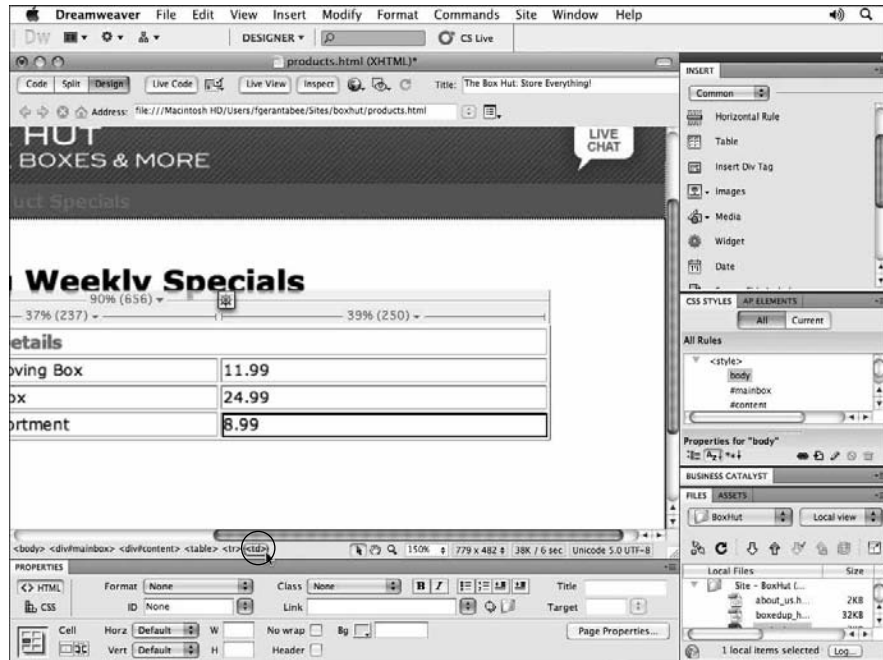 Dreamweaver File Edit View Insert Modify Format Commands Site Window Help
DESIGNER CS Live
products.html (XHTML)*
Code Split Design Live Code Live View Inspect Title: The Box Hut: Store Everything!
Address: file:///Macintosh HD/Users/fgerantabee/Sites/boxhut/products.html
HUT
BOXES & MORE
LIVE
CHAT
uct Specials
Weekly Specials
90% (656)
37% (237) 39% (250)
etails
oving Box 11.99
ox 24.99
ortment 8.99
<body> <div#mainbox> <div#content> <table> <tr> <td> 150% 779 x 482 38K / 6 sec Unicode 5.0 UTF-8
PROPERTIES
<> HTML Format None Class None B I Title
CSS ID None Link Target
Cell Horz Default W No wrap Bg Page Properties...
Vert Default H Header
INSERT
Common
Horizontal Rule
Table
Insert Div Tag
Images
Media
Widget
Date
CSS STYLES AP ELEMENTS
All Current
All Rules
<style>
body
#mainbox
#content
Properties for "body"
BUSINESS CATALYST
FILES ASSETS
BoxHut Local view
Local Files Size
Site - BoxHut (...
about_us.h... 2KB
boxedup_h... 32KB
1 local items selected Log...